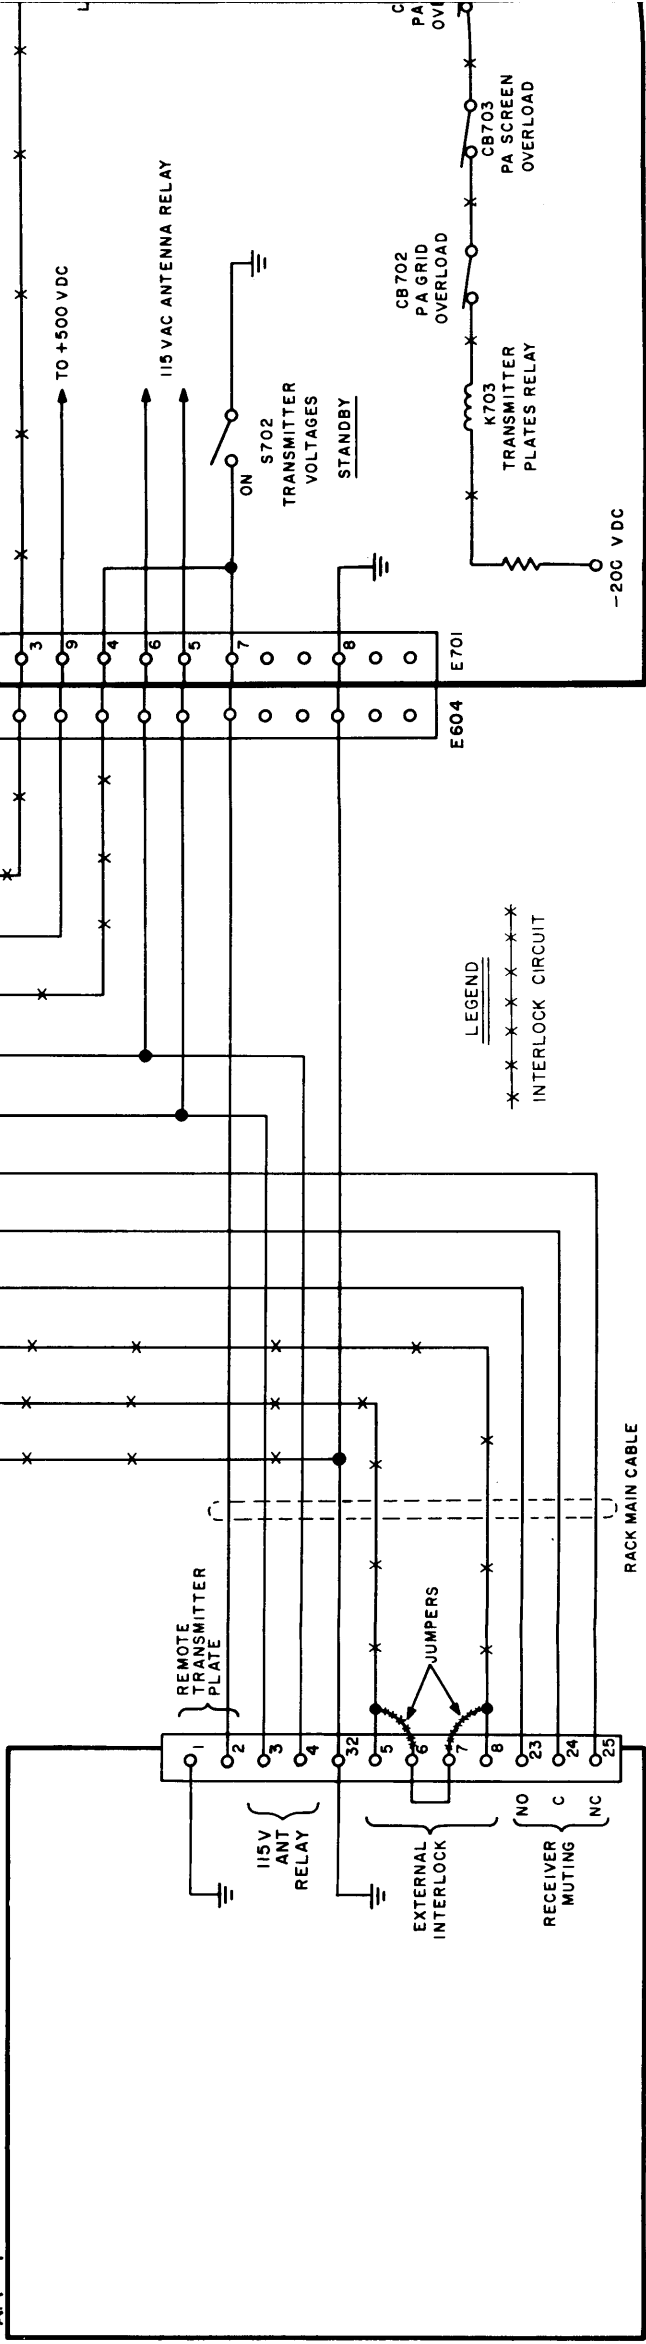 PA
CB703
PA SCREEN
OVERLOAD
CB702
PA GRID
OVERLOAD
K703
TRANSMITTER
PLATES RELAY
-200 VDC
TO +500 VDC
115 VAC ANTENNA RELAY
ON
S702
TRANSMITTER
VOLTAGES
STANDBY
3
9
4
6
5
7
8
E701
E604
LEGEND
INTERLOCK CIRCUIT
RACK MAIN CABLE
REMOTE
TRANSMITTER
PLATE
JUMPERS
1
2
3
4
32
5
6
7
8
23
24
25
115V
ANT
RELAY
EXTERNAL
INTERLOCK
NO
C
NC
RECEIVER
MUTING